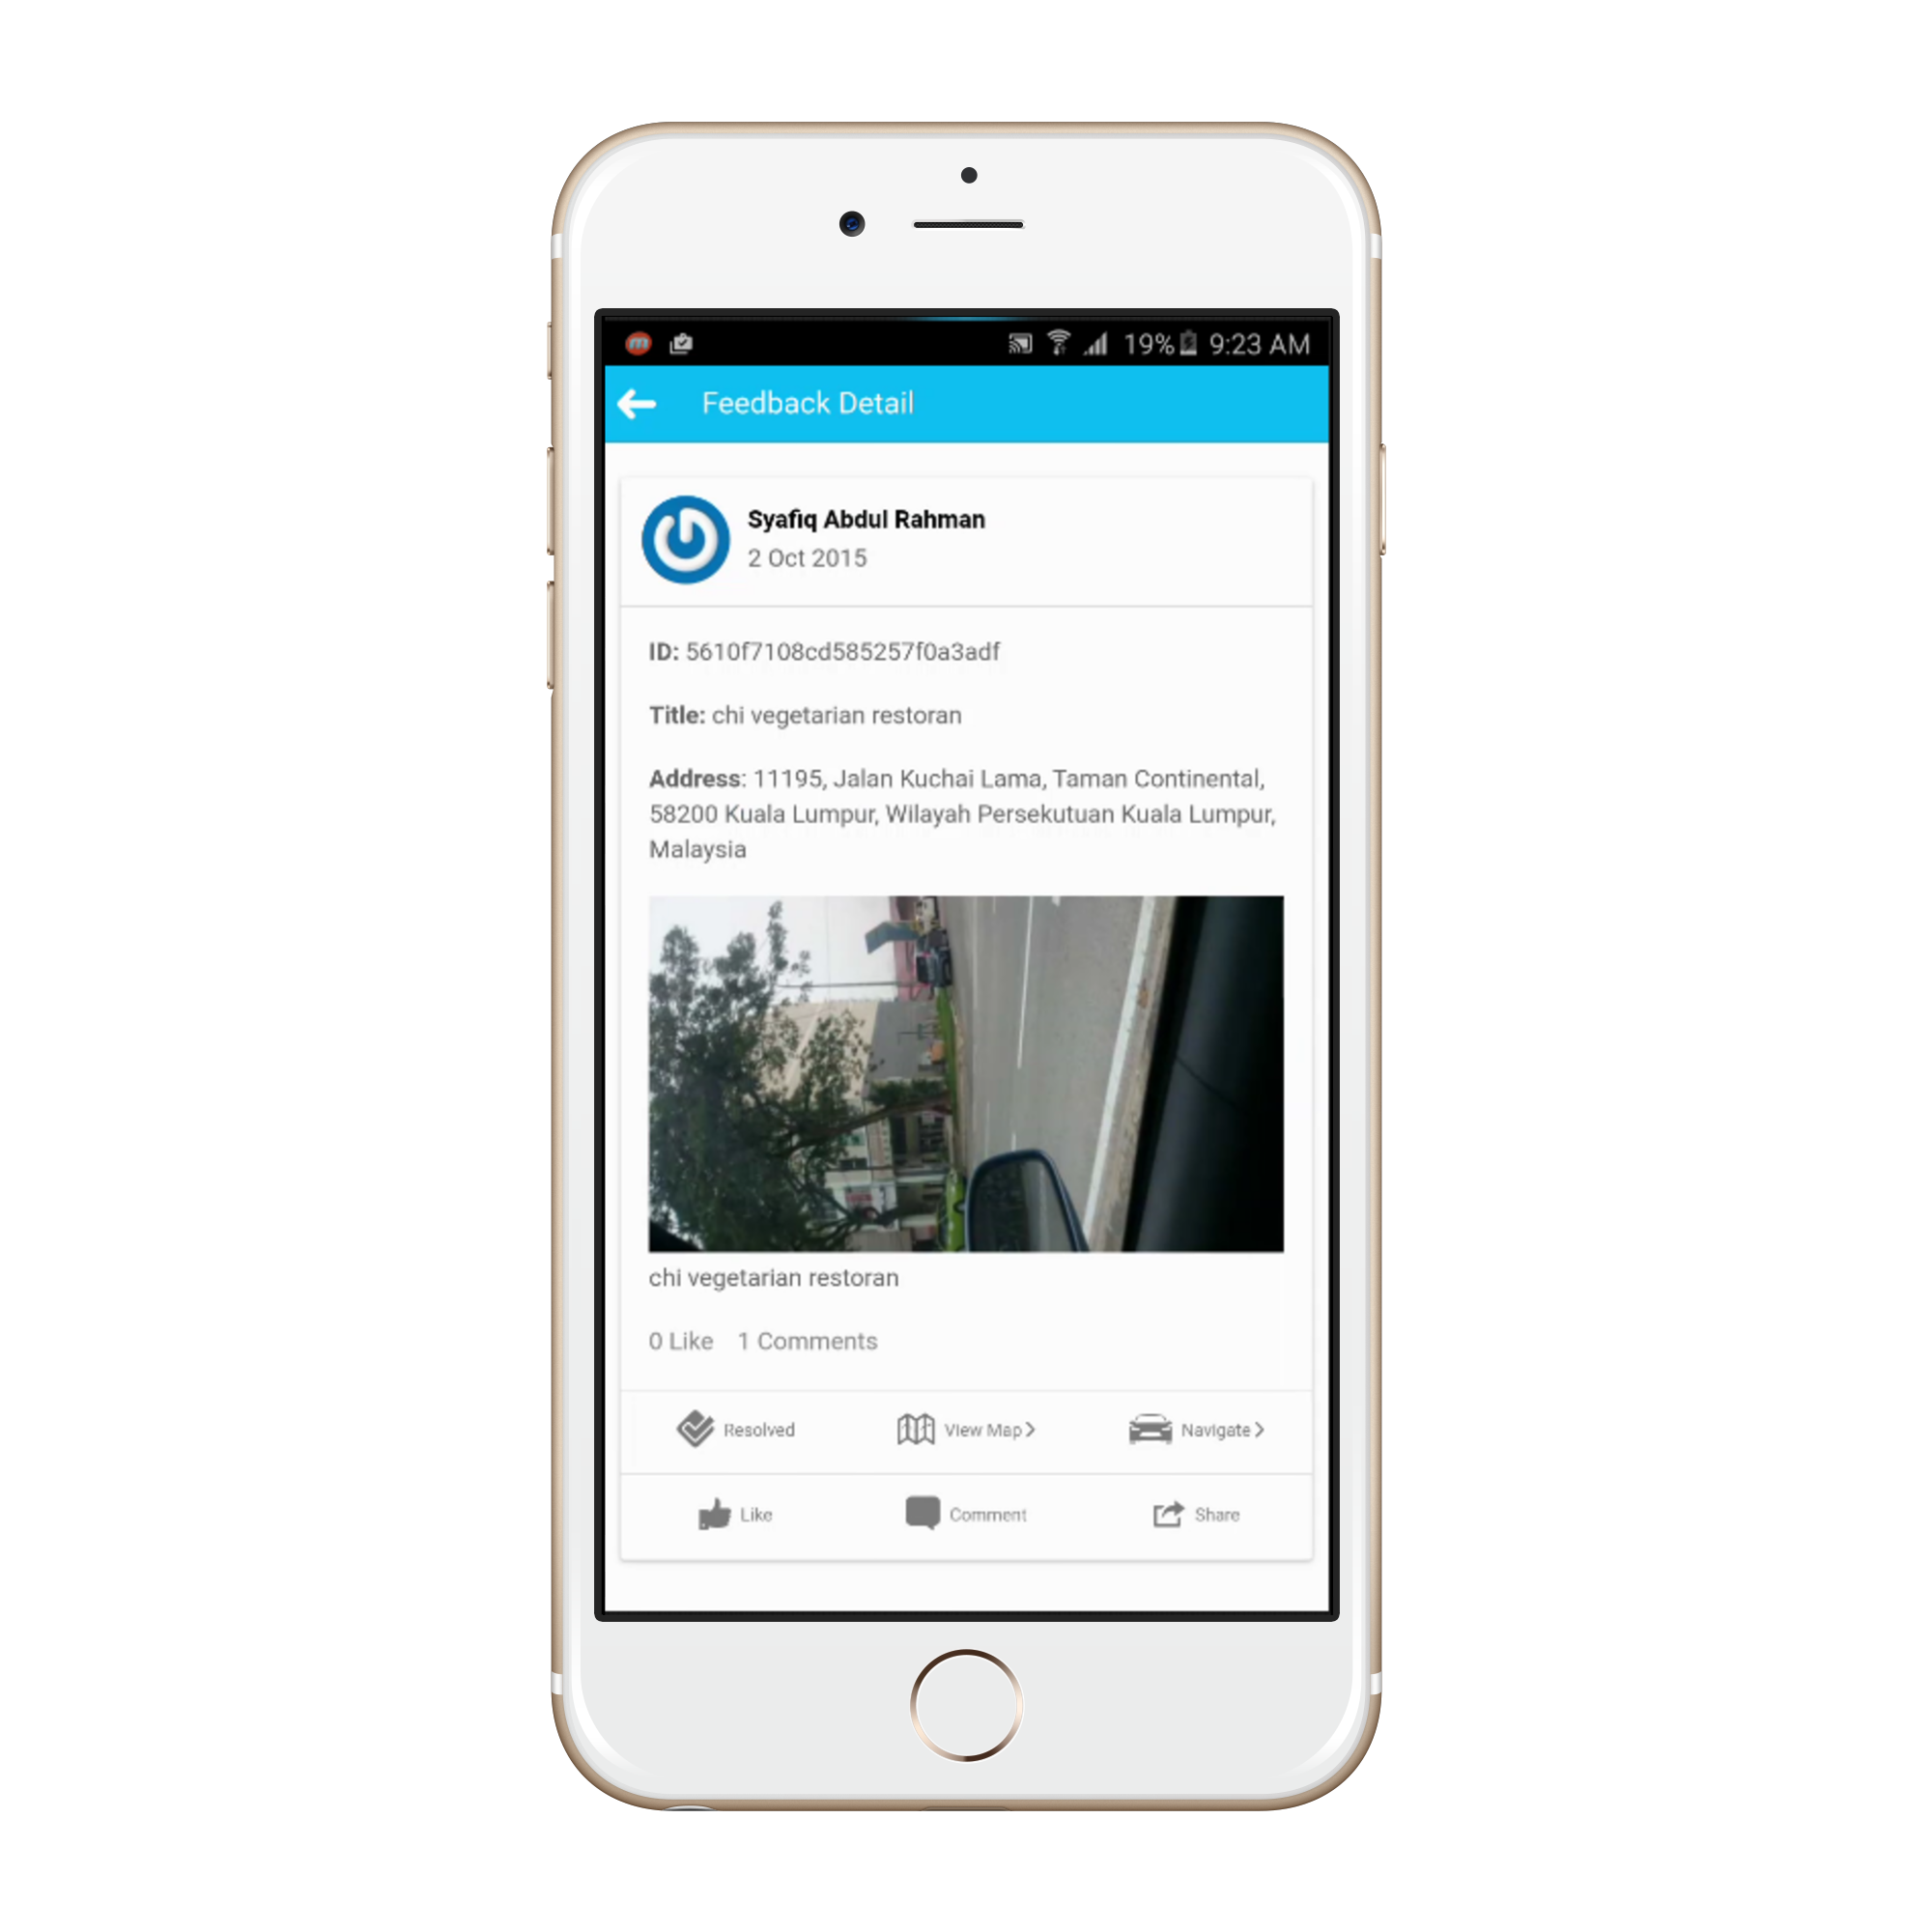 19% 9:23 AM
Feedback Detail
Syafiq Abdul Rahman
2 Oct 2015
ID: 5610f7108cd585257f0a3adf
Title: chi vegetarian restoran
Address: 11195, Jalan Kuchai Lama, Taman Continental,
58200 Kuala Lumpur, Wilayah Persekutuan Kuala Lumpur,
Malaysia
chi vegetarian restoran
0 Like 1 Comments
Resolved View Map Navigate
Like Comment Share